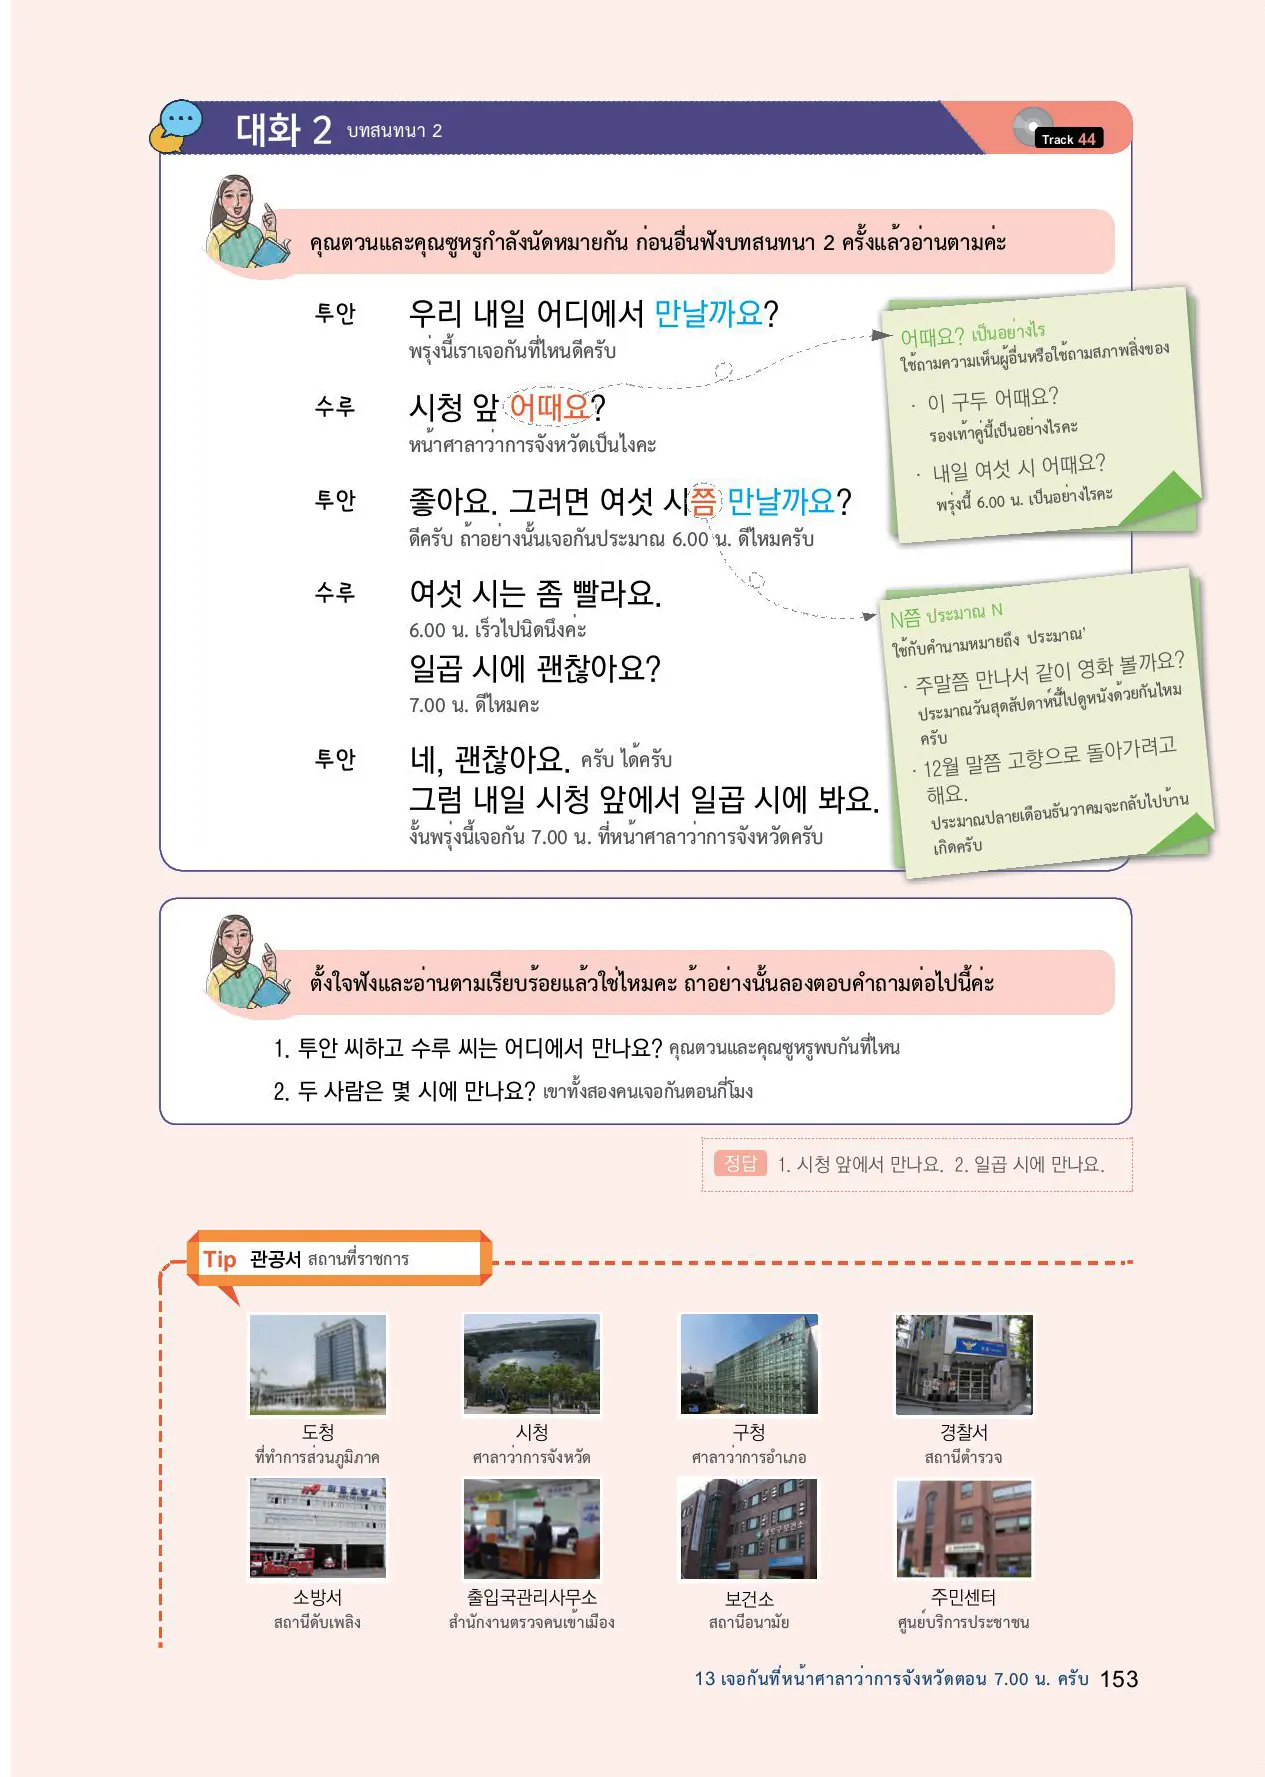 대화 2 บทสนทนา 2
Track 44
คุณตวนและคุณซูหรูกำลังนัดหมายกัน ก่อนอื่นฟังบทสนทนา 2 ครั้งแล้วอ่านตามค่ะ
투안 우리 내일 어디에서 만날까요?
พรุ่งนี้เราเจอกันที่ไหนดีครับ
수루 시청 앞 어때요?
หน้าศาลาว่าการจังหวัดเป็นไงคะ
투안 좋아요. 그러면 여섯 시쯤 만날까요?
ดีครับ ถ้าอย่างนั้นเจอกันประมาณ 6.00 น. ดีไหมครับ
수루 여섯 시는 좀 빨라요.
6.00 น. เร็วไปนิดนึงค่ะ
일곱 시에 괜찮아요?
7.00 น. ดีไหมคะ
투안 네, 괜찮아요. ครับ ได้ครับ
그럼 내일 시청 앞에서 일곱 시에 봐요.
งั้นพรุ่งนี้เจอกัน 7.00 น. ที่หน้าศาลาว่าการจังหวัดครับ
어때요? เป็นอย่างไร
ใช้ถามความเห็นผู้อื่นหรือใช้ถามสภาพสิ่งของ
· 이 구두 어때요?
รองเท้าคู่นี้เป็นอย่างไรคะ
· 내일 여섯 시 어때요?
พรุ่งนี้ 6.00 น. เป็นอย่างไรคะ
N쯤 ประมาณ N
ใช้กับคำนามหมายถึง ประมาณ'
· 주말쯤 만나서 같이 영화 볼까요?
ประมาณวันสุดสัปดาห์นี้ไปดูหนังด้วยกันไหม
ครับ
· 12월 말쯤 고향으로 돌아가려고
해요.
ประมาณปลายเดือนธันวาคมจะกลับไปบ้าน
เกิดครับ
ตั้งใจฟังและอ่านตามเรียบร้อยแล้วใช่ไหมคะ ถ้าอย่างนั้นลองตอบคำถามต่อไปนี้ค่ะ
1. 투안 씨하고 수루 씨는 어디에서 만나요? คุณตวนและคุณซูหรูพบกันที่ไหน
2. 두 사람은 몇 시에 만나요? เขาทั้งสองคนเจอกันตอนกี่โมง
정답 1. 시청 앞에서 만나요. 2. 일곱 시에 만나요.
Tip 관공서 สถานที่ราชการ
도청 시청 구청 경찰서
ที่ทำการส่วนภูมิภาค ศาลาว่าการจังหวัด ศาลาว่าการอำเภอ สถานีตำรวจ
소방서 출입국관리사무소 보건소 주민센터
สถานีดับเพลิง สำนักงานตรวจคนเข้าเมือง สถานีอนามัย ศูนย์บริการประชาชน
13 เจอกันที่หน้าศาลาว่าการจังหวัดตอน 7.00 น. ครับ 153